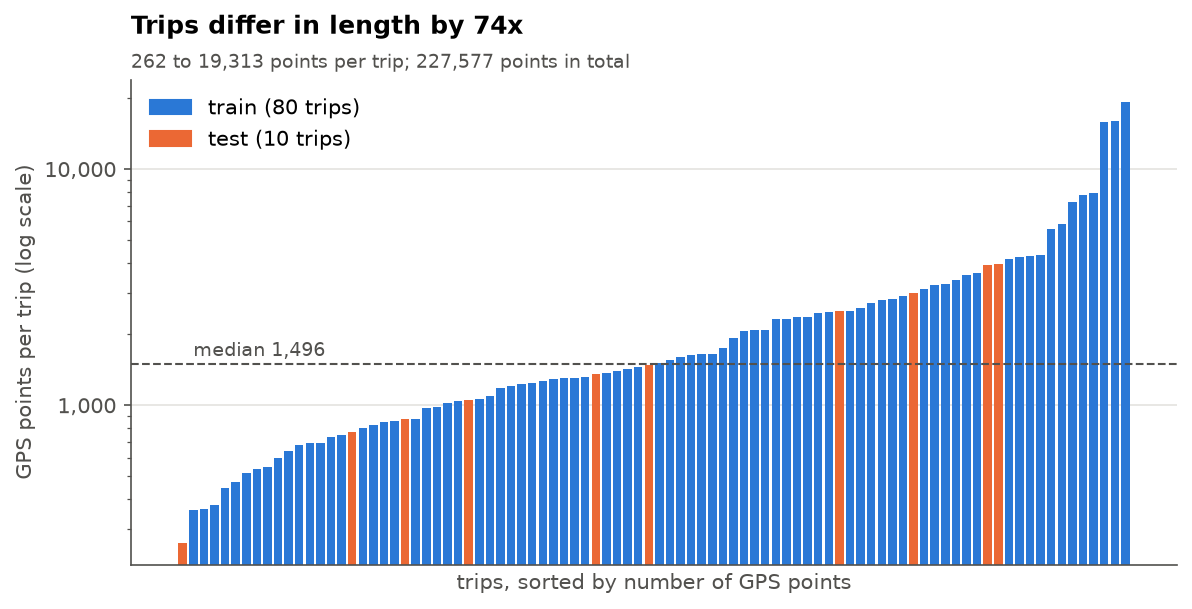 Trips differ in length by 74x
262 to 19,313 points per trip; 227,577 points in total
train (80 trips)
test (10 trips)
GPS points per trip (log scale)
10,000
1,000
median 1,496
trips, sorted by number of GPS points